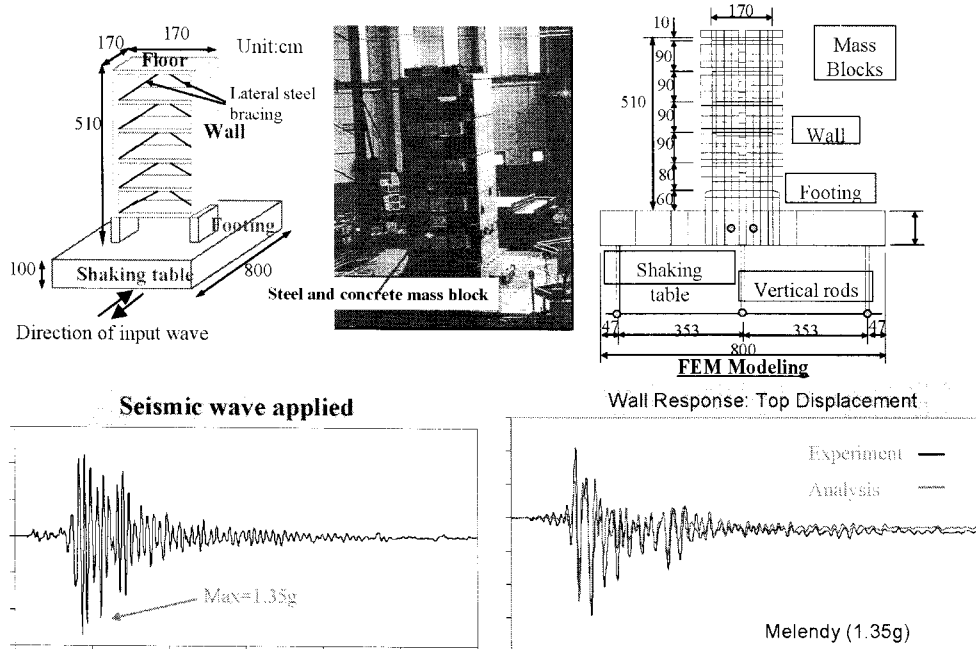 170
170
Unit:cm
Floor
Lateral steel
bracing
510
Wall
Footing
100
Shaking table
800
Direction of input wave
Steel and concrete mass block
170
10
90
90
510
90
90
80
60
Mass
Blocks
Wall
Footing
Shaking
table
Vertical rods
47
353
353
47
800
FEM Modeling
Seismic wave applied
Max=1.35g
Wall Response: Top Displacement
Experiment
Analysis
Melendy (1.35g)